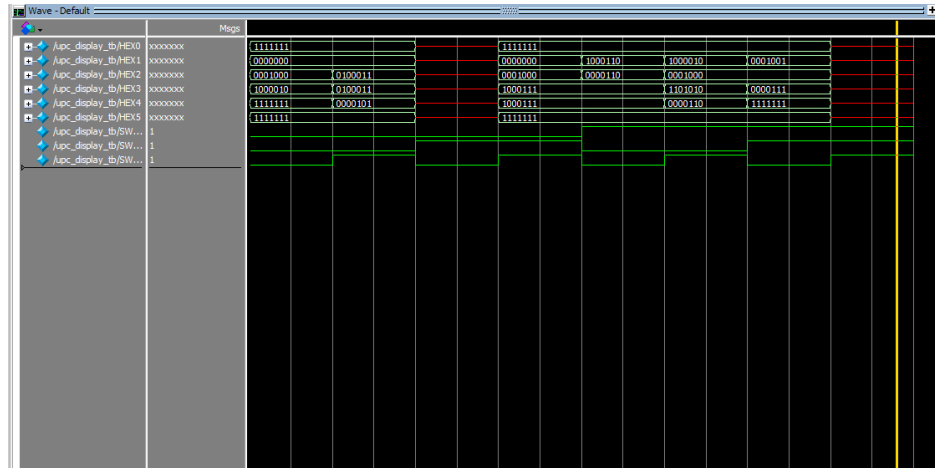 Wave - Default
Msgs
/upc_display_tb/HEX0 xxxxxxx 1111111 1111111
/upc_display_tb/HEX1 xxxxxxx 0000000 0000000 1000110 1000010 0001001
/upc_display_tb/HEX2 xxxxxxx 0001000 0100011 0001000 0000110 0001000
/upc_display_tb/HEX3 xxxxxxx 1000010 0100011 1000111 1101010 0000111
/upc_display_tb/HEX4 xxxxxxx 1111111 0000101 1000111 0000110 1111111
/upc_display_tb/HEX5 xxxxxxx 1111111 1111111
/upc_display_tb/SW... 1
/upc_display_tb/SW... 1
/upc_display_tb/SW... 1